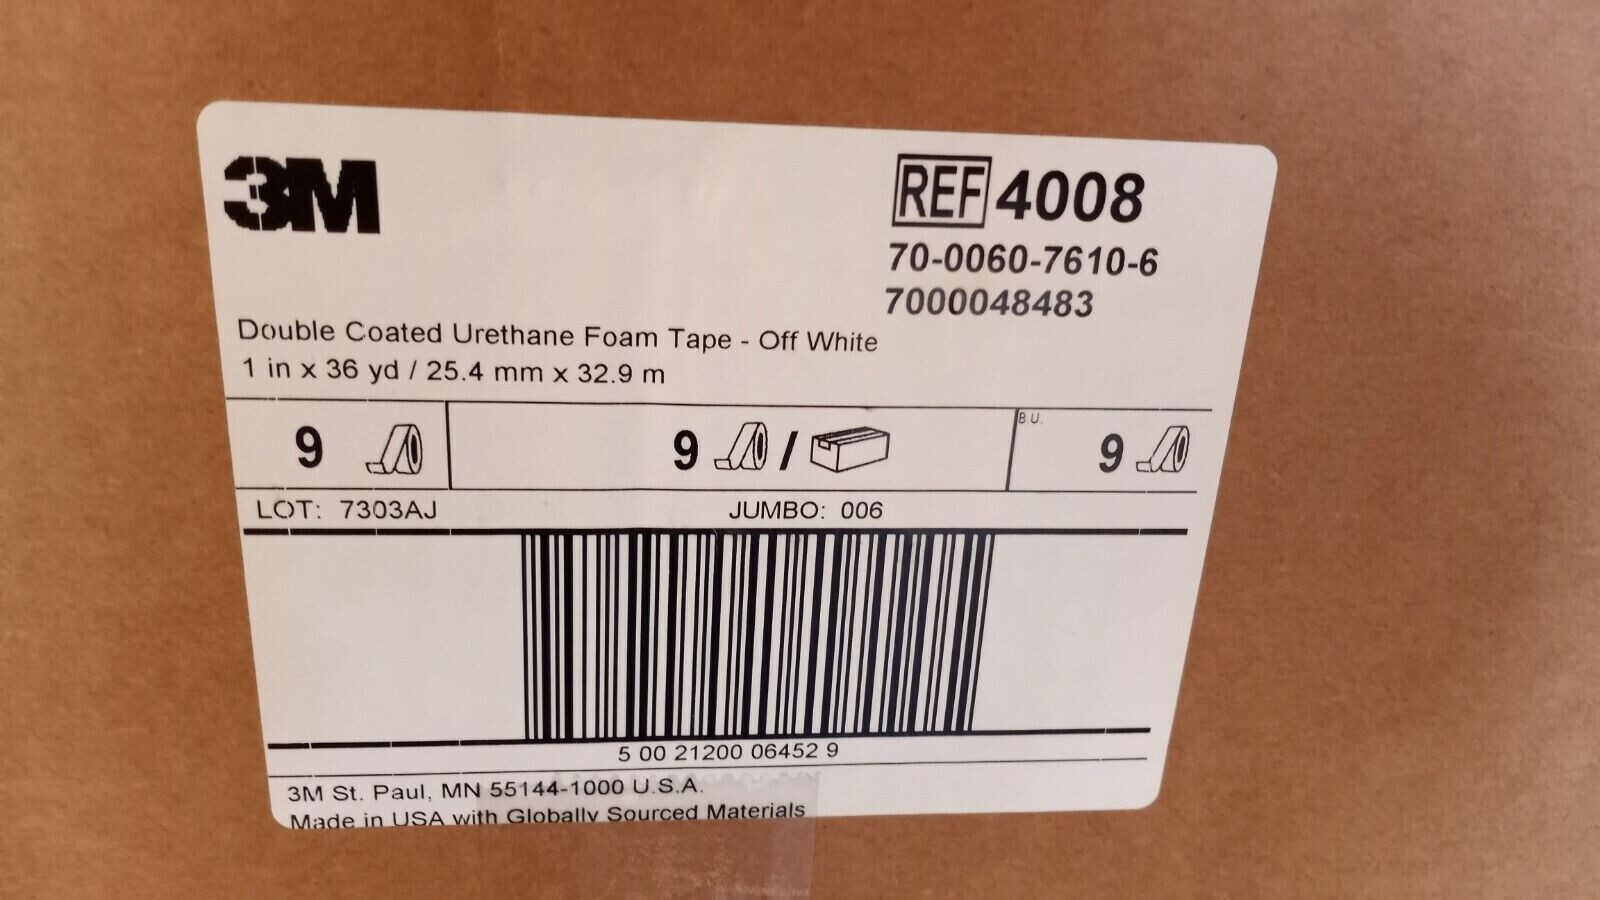 3M
REF 4008
70-0060-7610-6
7000048483
Double Coated Urethane Foam Tape - Off White
1 in x 36 yd / 25.4 mm x 32.9 m
9 9 / B.U. 9
LOT: 7303AJ JUMBO: 006
5 00 21200 06452 9
3M St. Paul, MN 55144-1000 U.S.A.
Made in USA with Globally Sourced Materials